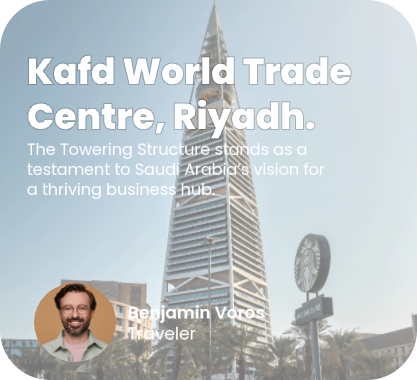 Kafd World Trade
Centre, Riyadh.
The Towering Structure stands as a
testament to Saudi Arabia's vision for
a thriving business hub.
Benjamin Voros
Traveler